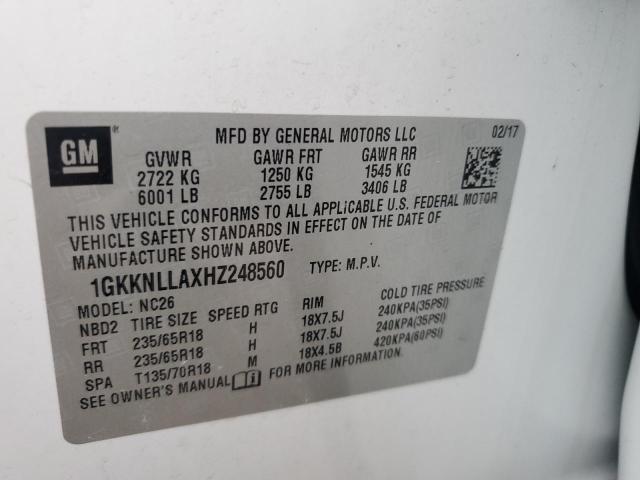 GM
MFD BY GENERAL MOTORS LLC 02/17
GVWR GAWR FRT GAWR RR
2722 KG 1250 KG 1545 KG
6001 LB 2755 LB 3406 LB
THIS VEHICLE CONFORMS TO ALL APPLICABLE U.S. FEDERAL MOTOR
VEHICLE SAFETY STANDARDS IN EFFECT ON THE DATE OF
MANUFACTURE SHOWN ABOVE.
1GKKNLLAXHZ248560 TYPE: M.P.V.
MODEL: NC26
NBD2 TIRE SIZE SPEED RTG RIM COLD TIRE PRESSURE
FRT 235/65R18 H 18X7.5J 240KPA(35PSI)
RR 235/65R18 H 18X7.5J 240KPA(35PSI)
SPA T135/70R18 M 18X4.5B 420KPA(60PSI)
SEE OWNER'S MANUAL FOR MORE INFORMATION.